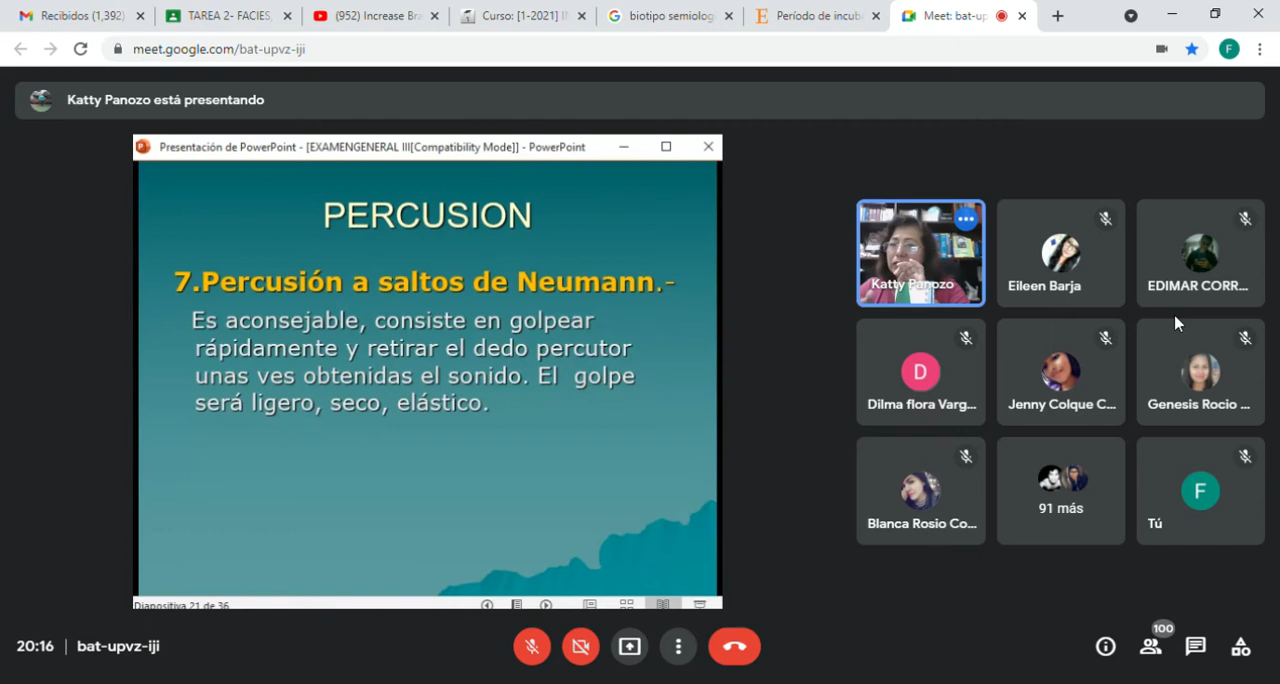 Recibidos (1,392)
TAREA 2- FACIES,
(952) Increase Bra
Curso: [1-2021] II
biotipo semiolog
Período de incub
Meet: bat-up
meet.google.com/bat-upvz-iji
F
Katty Panozo está presentando
Presentación de PowerPoint - [EXAMENGENERAL III[Compatibility Mode]] - PowerPoint
PERCUSION
7.Percusión a saltos de Neumann.-
Es aconsejable, consiste en golpear
rápidamente y retirar el dedo percutor
unas ves obtenidas el sonido. El golpe
será ligero, seco, elástico.
Diapositiva 21 de 36
Katty Panozo
Eileen Barja
EDIMAR CORR...
D
Dilma flora Varg...
Jenny Colque C...
Genesis Rocio ...
Blanca Rosio Co...
91 más
F
Tú
20:16 | bat-upvz-iji
100